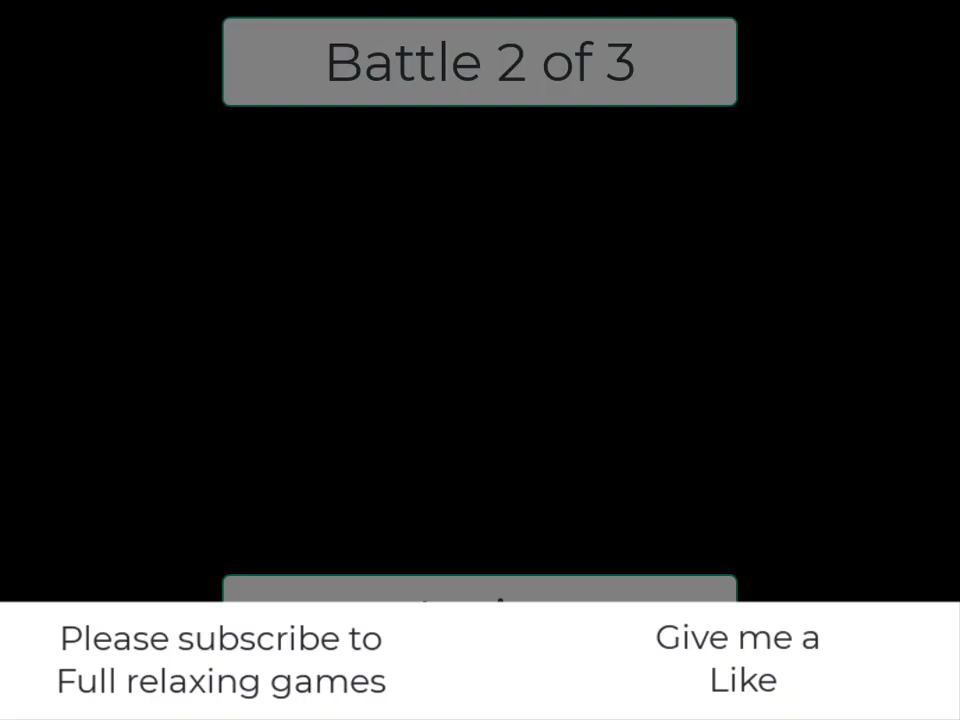 Battle 2 of 3
Please subscribe to
Full relaxing games
Give me a
Like